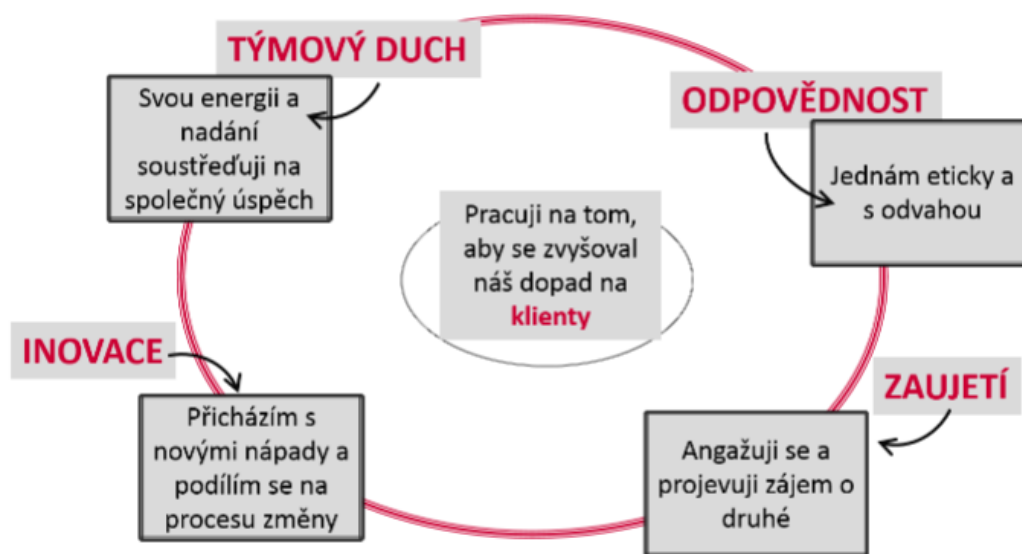 TÝMOVÝ DUCH
Svou energii a
nadání
soustřeďuji na
společný úspěch
ODPOVĚDNOST
Jednám eticky a
s odvahou
Pracuji na tom,
aby se zvyšoval
náš dopad na
klienty
INOVACE
Přicházím s
novými nápady a
podílím se na
procesu změny
ZAUJETÍ
Angažuji se a
projevuji zájem o
druhé